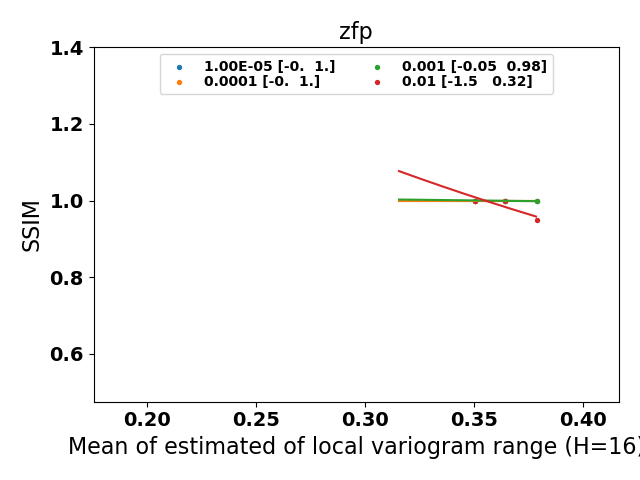 zfp
1.00E-05 [-0.  1.]
0.0001 [-0.  1.]
0.001 [-0.05  0.98]
0.01 [-1.5   0.32]
1.4
1.2
1.0
0.8
0.6
SSIM
0.20 0.25 0.30 0.35 0.40
Mean of estimated of local variogram range (H=16)